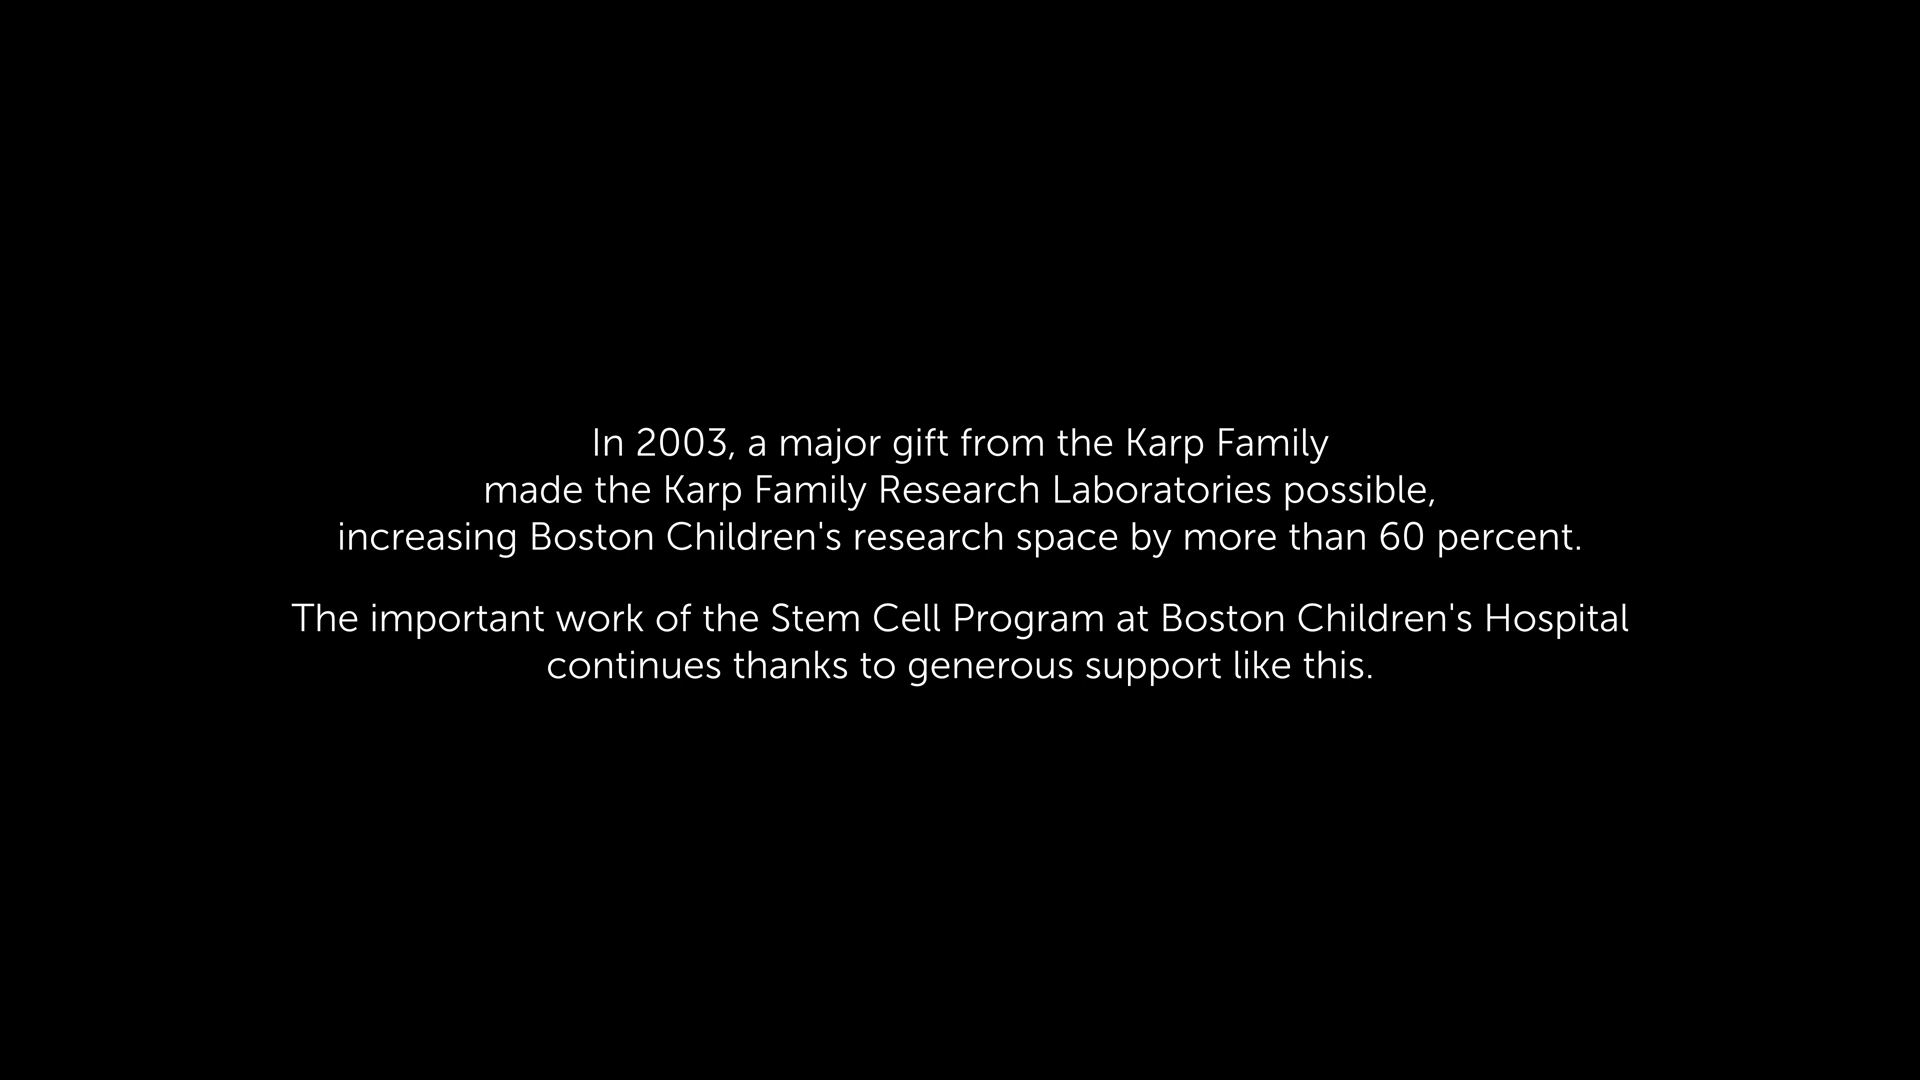 In 2003, a major gift from the Karp Family
made the Karp Family Research Laboratories possible,
increasing Boston Children's research space by more than 60 percent.
The important work of the Stem Cell Program at Boston Children's Hospital
continues thanks to generous support like this.